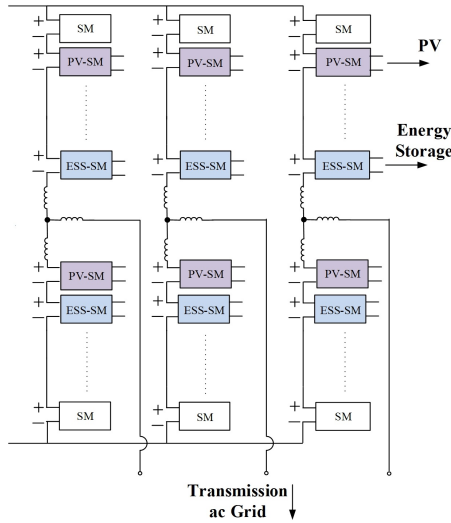 + SM + SM + SM
− − −
+ PV-SM + PV-SM + PV-SM PV
− − −
Energy
Storage
+ ESS-SM + ESS-SM + ESS-SM
− − −
+ PV-SM + PV-SM + PV-SM
− − −
+ ESS-SM + ESS-SM + ESS-SM
− − −
+ SM + SM + SM
− − −
Transmission
ac Grid